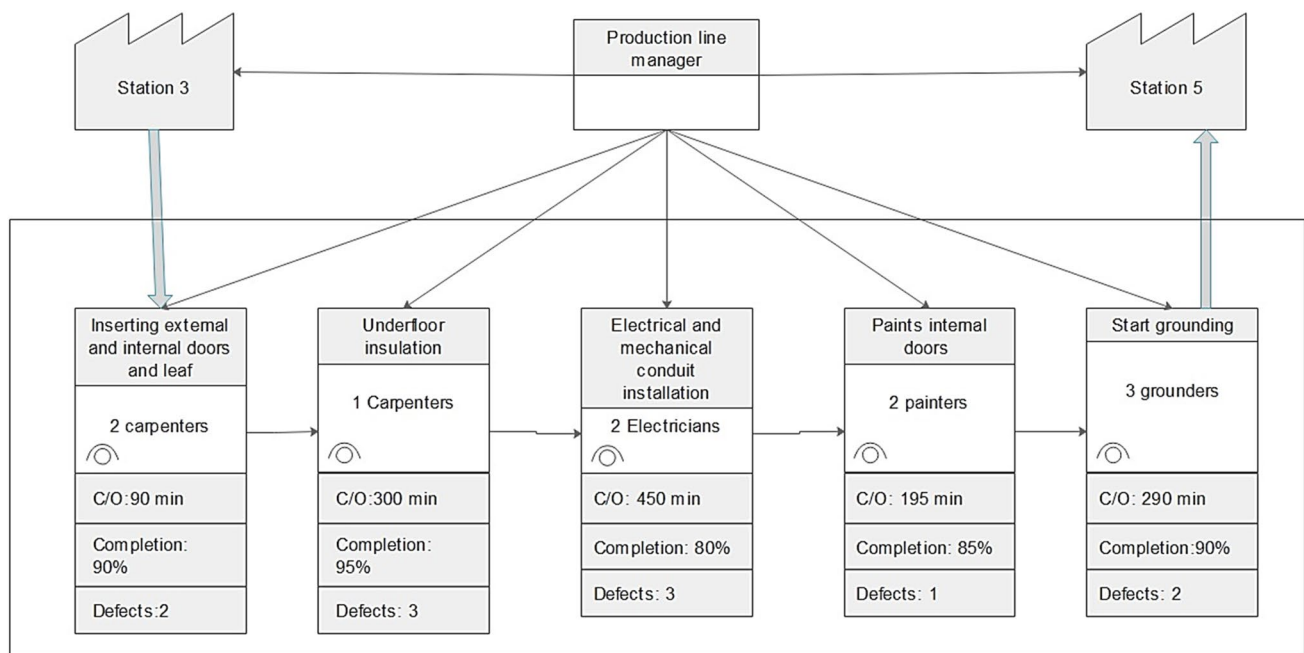 Station 3
Production line
manager
Station 5
Inserting external
and internal doors
and leaf
2 carpenters
C/O:90 min
Completion:
90%
Defects:2
Underfloor
insulation
1 Carpenters
C/O:300 min
Completion:
95%
Defects: 3
Electrical and
mechanical
conduit
installation
2 Electricians
C/O: 450 min
Completion: 80%
Defects: 3
Paints internal
doors
2 painters
C/O: 195 min
Completion: 85%
Defects: 1
Start grounding
3 grounders
C/O: 290 min
Completion:90%
Defects: 2